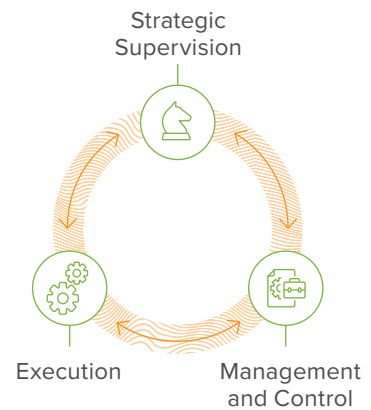 Strategic
Supervision
Execution
Management
and Control